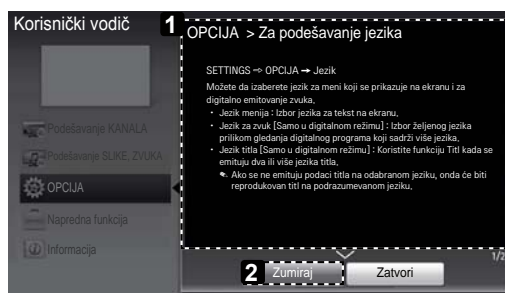 Korisnički vodič
1
OPCIJA > Za podešavanje jezika
SETTINGS ⇨ OPCIJA ➞ Jezik
Možete da izaberete jezik za meni koji se prikazuje na ekranu i za
digitalno emitovanje zvuka.
• Jezik menija : Izbor jezika za tekst na ekranu.
• Jezik za zvuk [Samo u digitalnom režimu] : Izbor željenog jezika
prilikom gledanja digitalnog programa koji sadrži više jezika.
• Jezik titla [Samo u digitalnom režimu] : Koristite funkciju Titl kada se
emituju dva ili više jezika titla.
✎ Ako se ne emituju podaci titla na odabranom jeziku, onda će biti
reprodukovan titl na podrazumevanom jeziku.
Podešavanje KANALA
Podešavanje SLIKE, ZVUKA
OPCIJA
Napredna funkcija
Informacija
1/2
2
Zumiraj
Zatvori